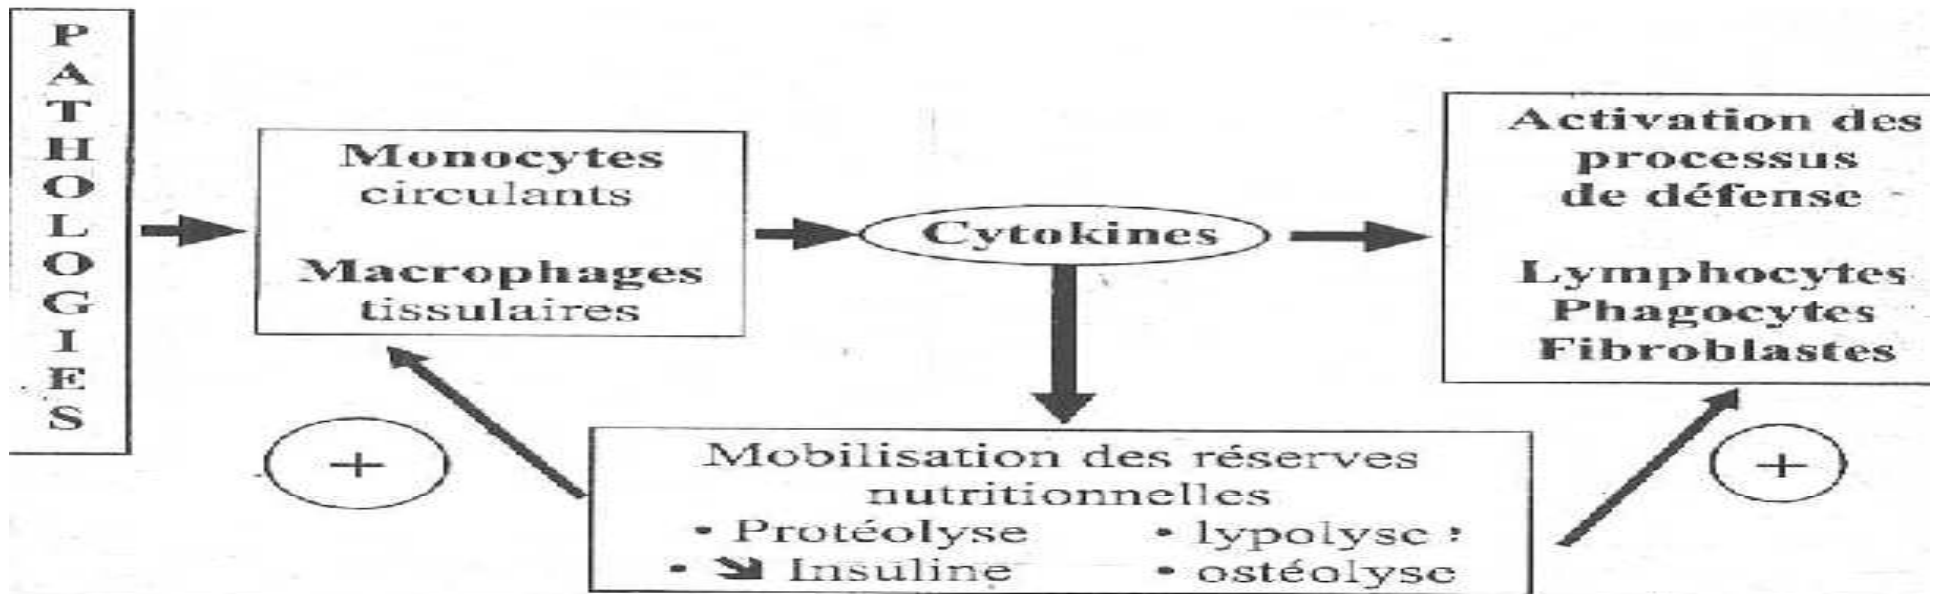 PATHOLOGIES
Monocytes
circulants
Macrophages
tissulaires
Cytokines
Activation des
processus
de défense
Lymphocytes
Phagocytes
Fibroblastes
+
+
Mobilisation des réserves
nutritionnelles
• Protéolyse
• lypolyse
• ↘ Insuline
• ostéolyse